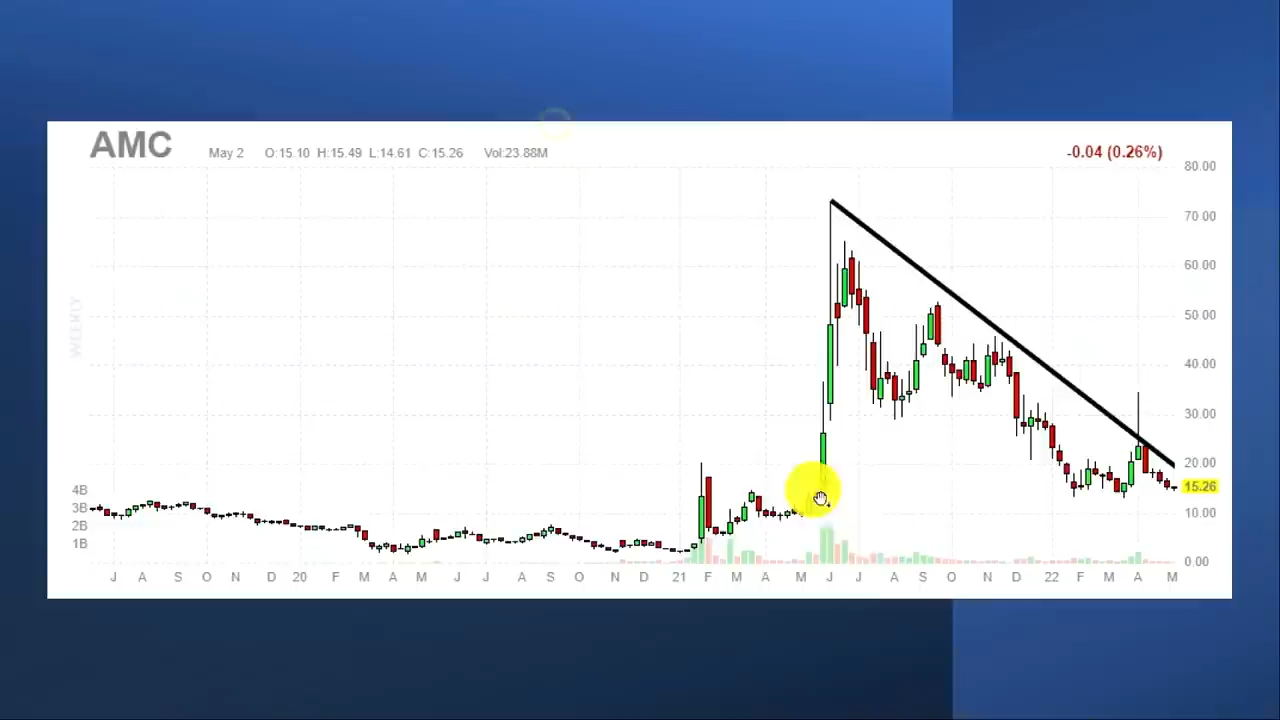 AMC May 2 O:15.10 H:15.49 L:14.61 C:15.26 Vol:23.88M -0.04 (0.26%)
80.00
70.00
60.00
WEEKLY
50.00
40.00
30.00
20.00
4B 15.26
3B 10.00
2B
1B
0.00
J A S O N D 20 F M A M J J A S O N D 21 F M A M J J A S O N D 22 F M A M